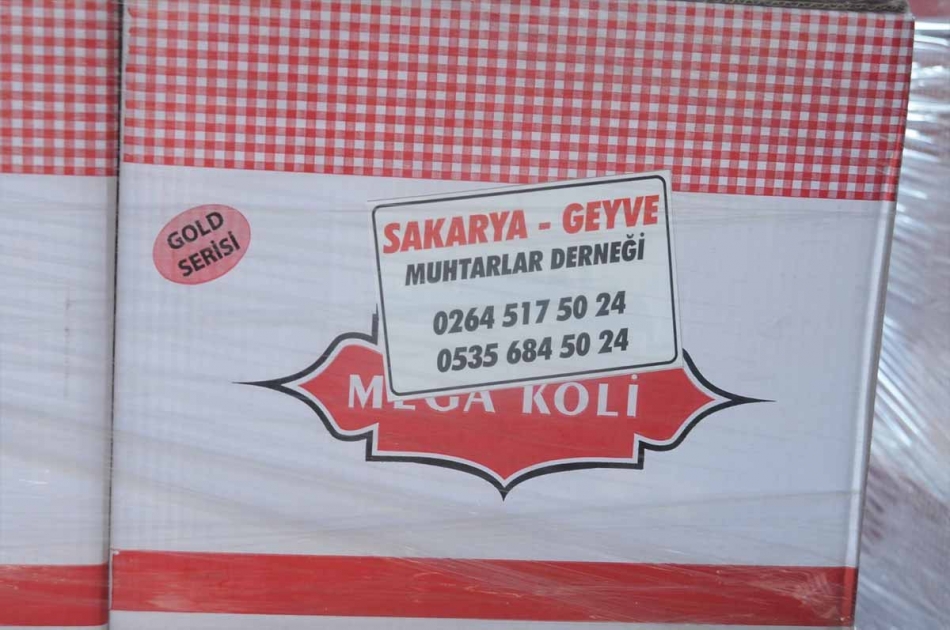 GOLD
SERİSİ
SAKARYA - GEYVE
MUHTARLAR DERNEĞİ
0264 517 50 24
0535 684 50 24
MEGA KOLİ